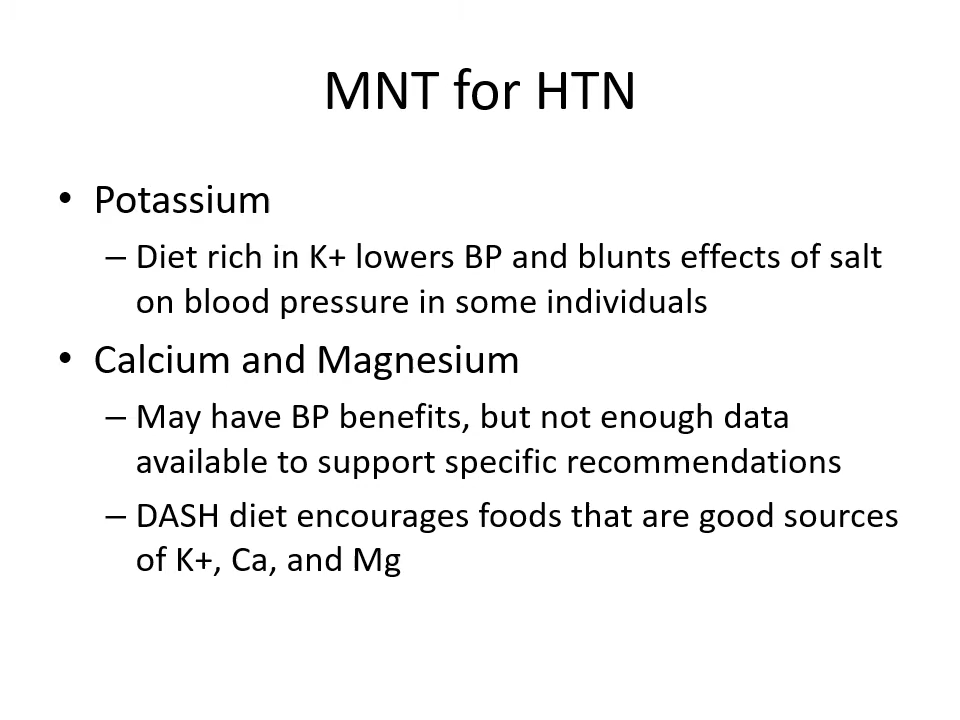 MNT for HTN
• Potassium
– Diet rich in K+ lowers BP and blunts effects of salt
on blood pressure in some individuals
• Calcium and Magnesium
– May have BP benefits, but not enough data
available to support specific recommendations
– DASH diet encourages foods that are good sources
of K+, Ca, and Mg